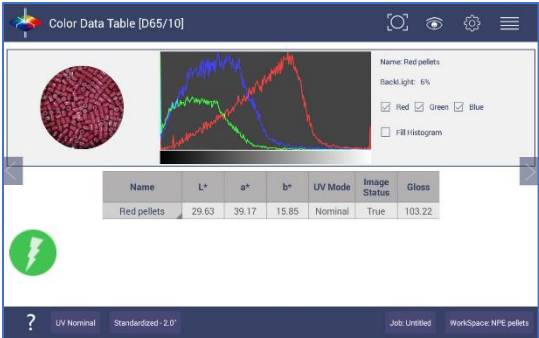 Color Data Table [D65/10]
Name: Red pellets
BackLight: 6%
Red Green Blue
Fill Histogram
Name L* a* b* UV Mode Image Status Gloss
Red pellets 29.63 39.17 15.85 Nominal True 103.22
? UV Nominal Standardized - 2.0" Job: Untitled WorkSpace: NPE pellets